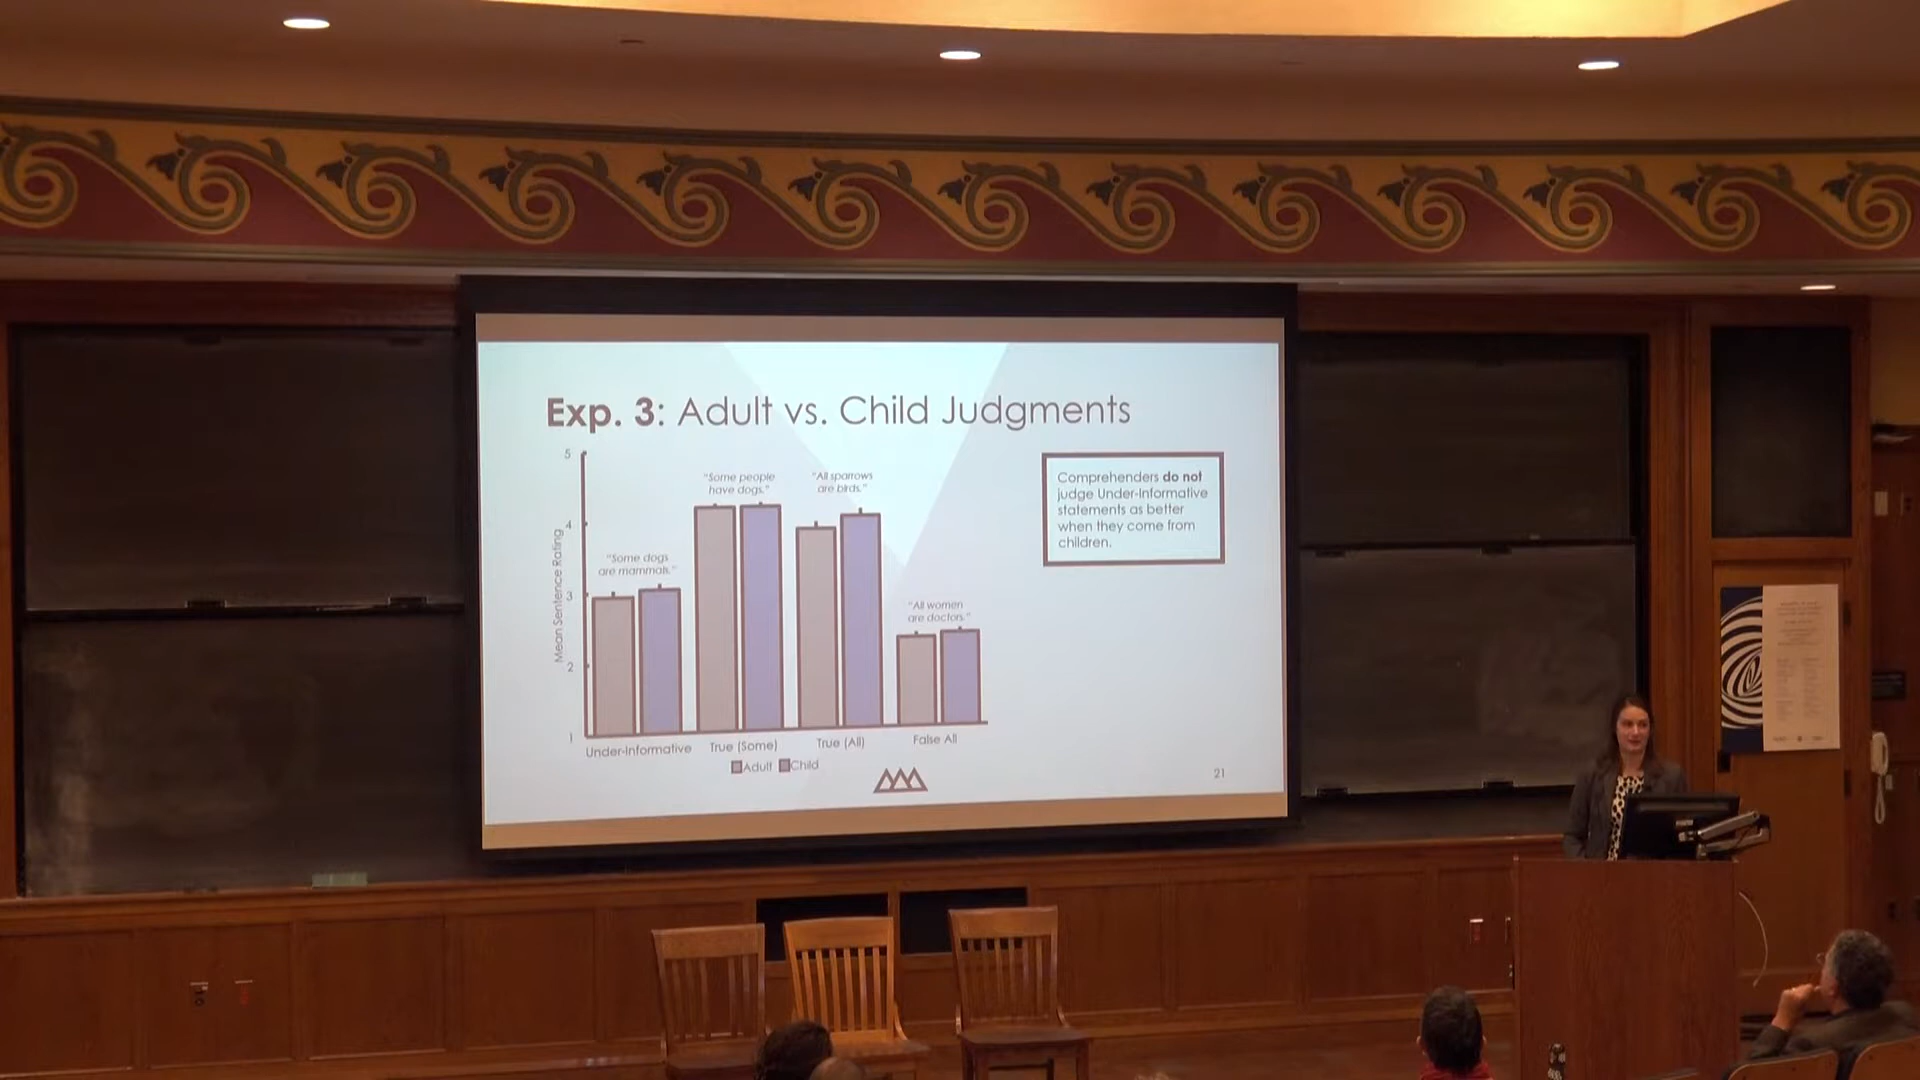 Exp. 3: Adult vs. Child Judgments
5
4
3
2
1
Mean Sentence Rating
"Some dogs
are mammals."
"Some people
have dogs."
"All sparrows
are birds."
"All women
are doctors."
Under-Informative
True (Some)
True (All)
False All
Adult
Child
Comprehenders do not
judge Under-Informative
statements as better
when they come from
children.
21